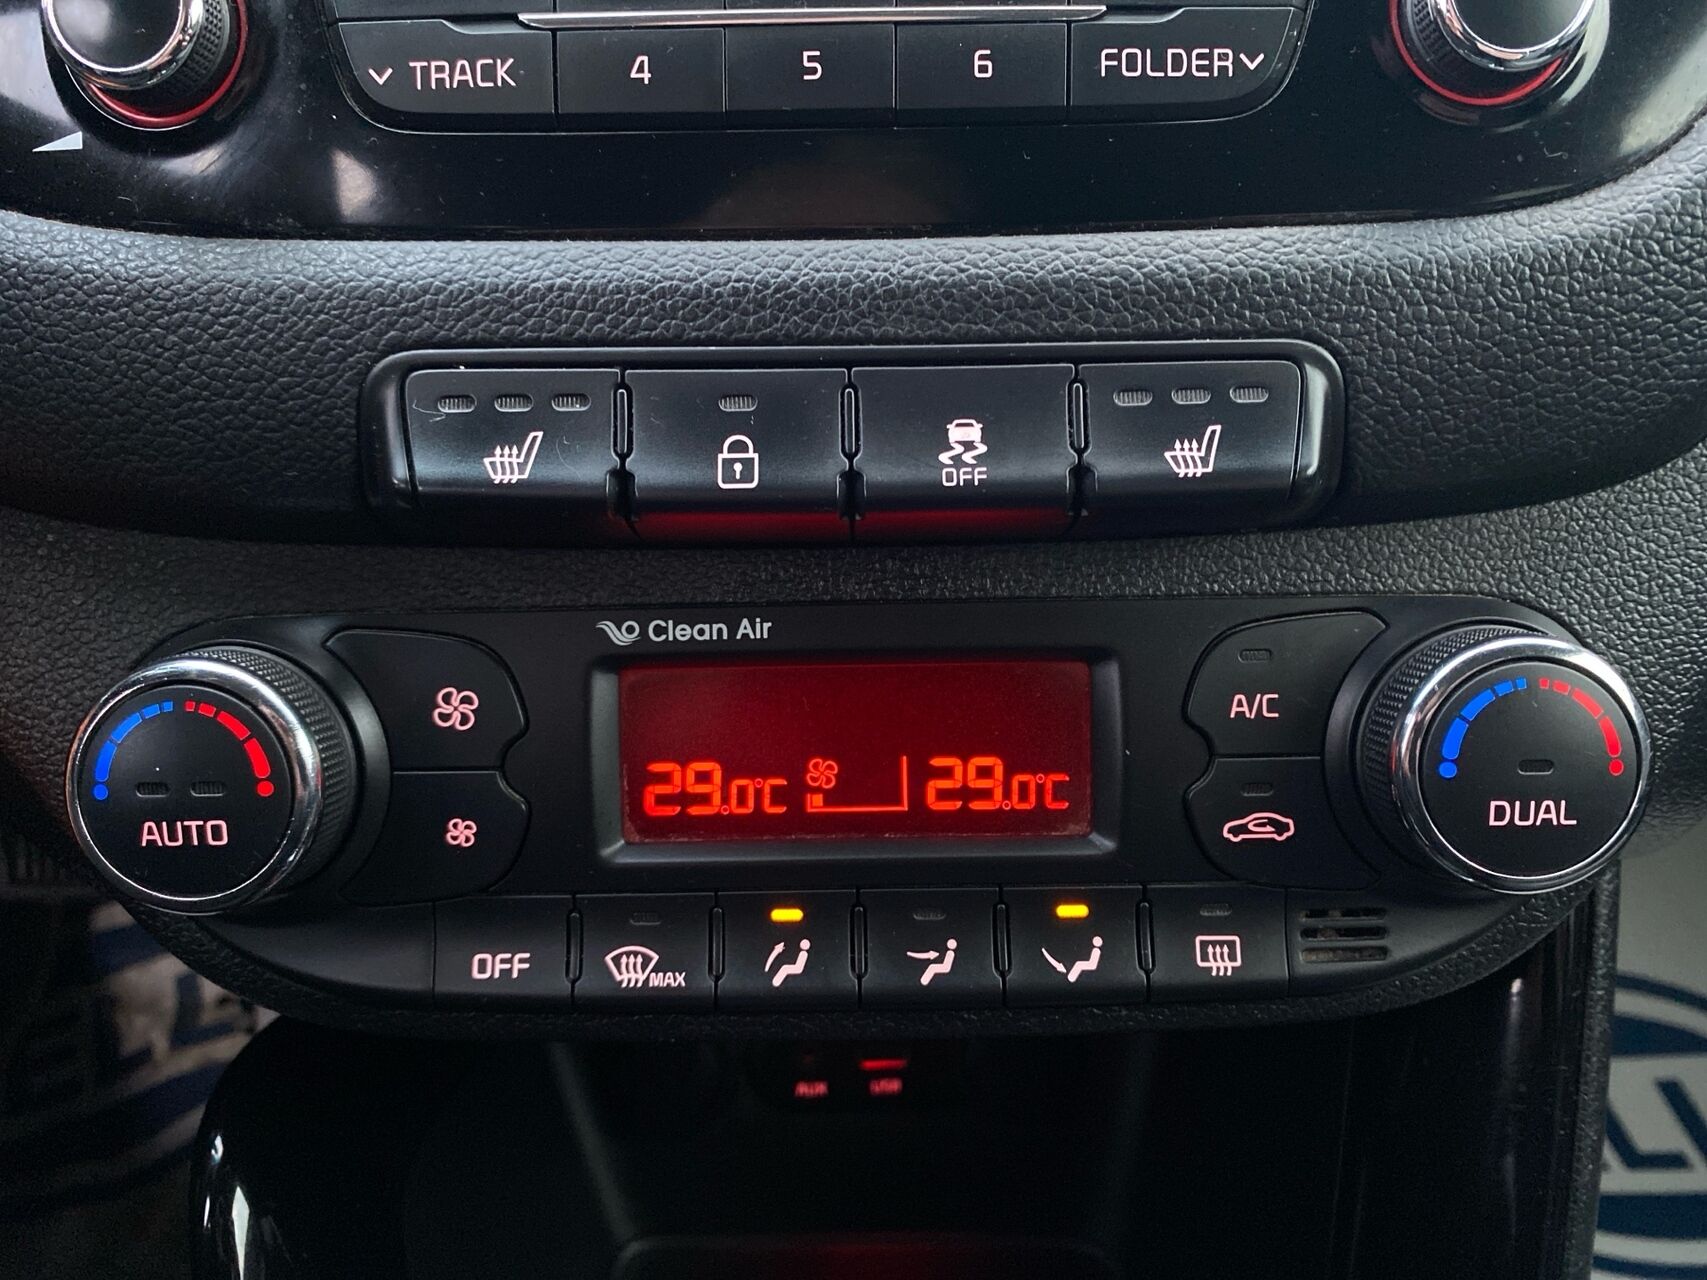 TRACK 4 5 6 FOLDER
OFF
Clean Air
29.0°C 29.0°C
A/C
AUTO
DUAL
OFF MAX
AUX USB